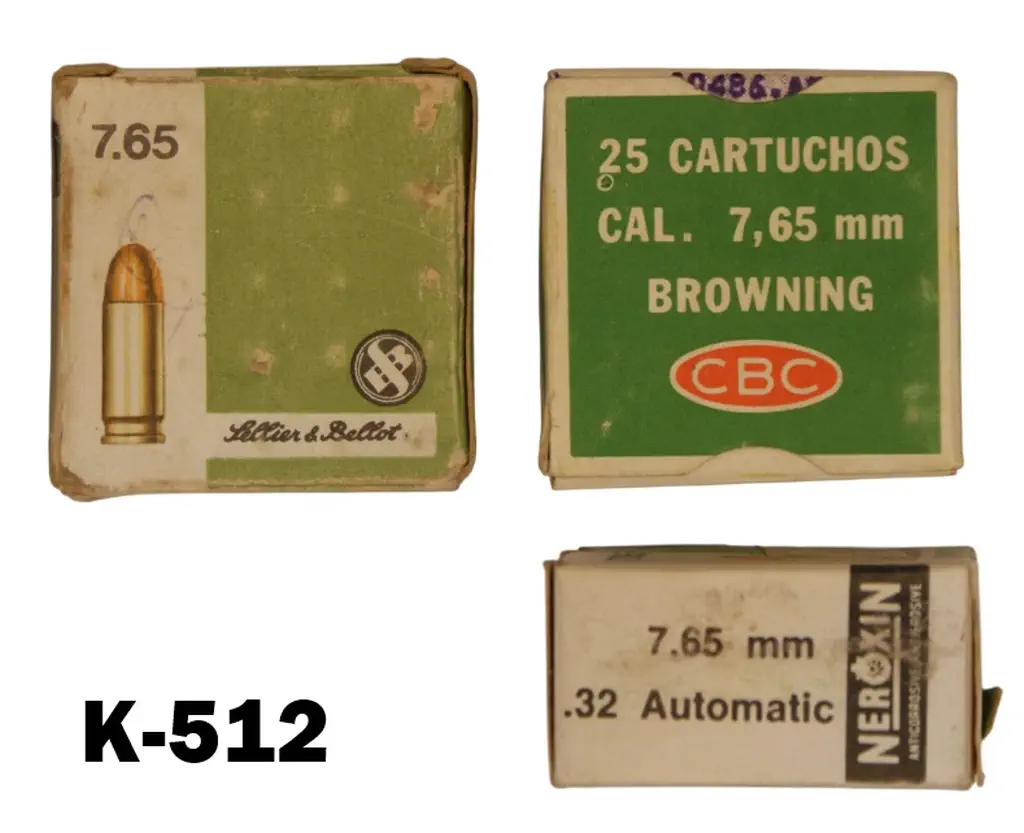 7.65
Sellier & Bellot.
25 CARTUCHOS
CAL. 7,65 mm
BROWNING
CBC
7.65 mm
.32 Automatic
NEROXIN
K-512